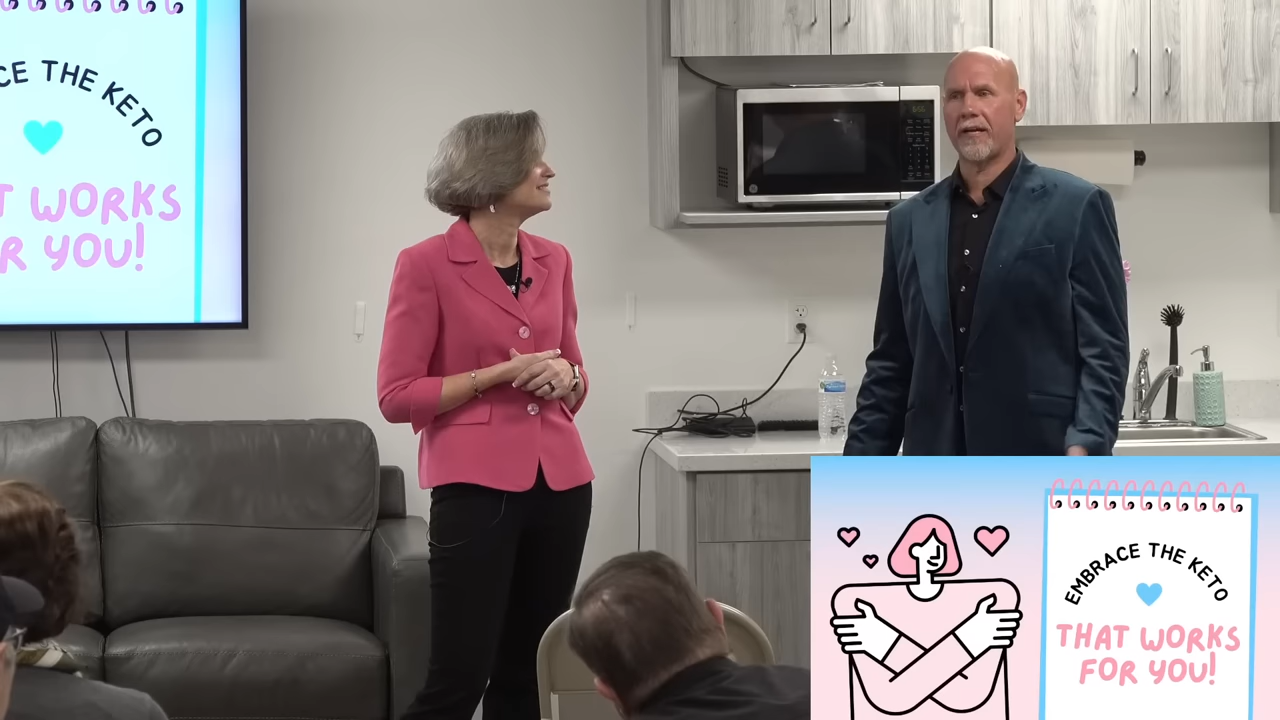 CE THE KETO
T WORKS
R YOU!
EMBRACE THE KETO
THAT WORKS
FOR YOU!